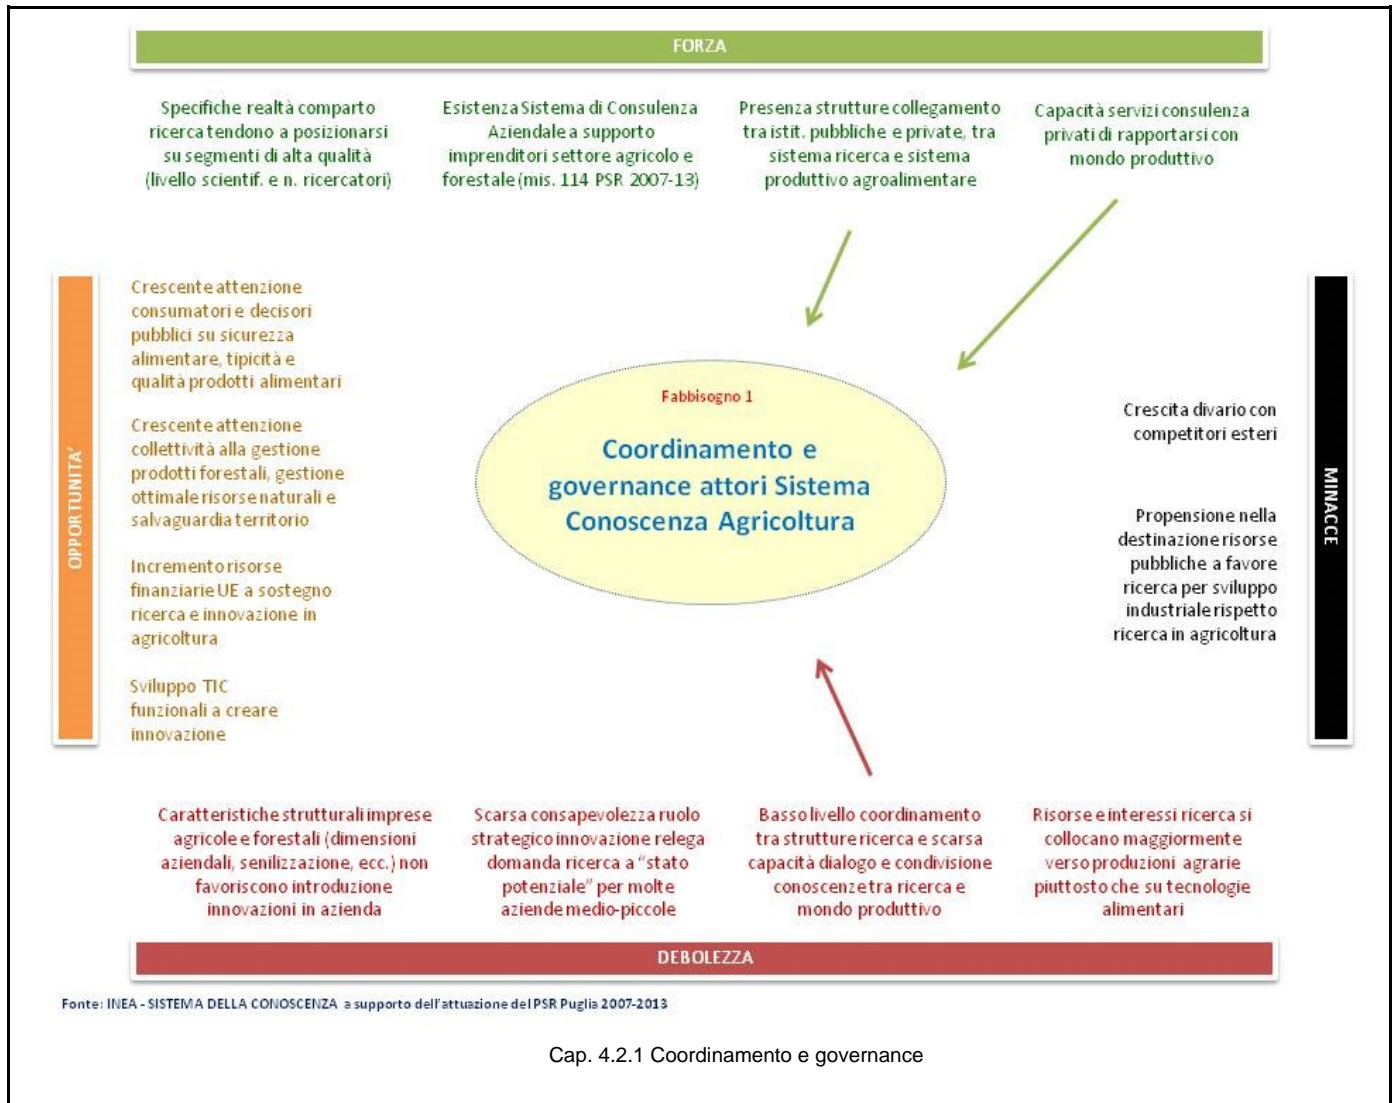 FORZA
Specifiche realtà comparto
ricerca tendono a posizionarsi
su segmenti di alta qualità
(livello scientif. e n. ricercatori)
Esistenza Sistema di Consulenza
Aziendale a supporto
imprenditori settore agricolo e
forestale (mis. 114 PSR 2007-13)
Presenza strutture collegamento
tra istit. pubbliche e private, tra
sistema ricerca e sistema
produttivo agroalimentare
Capacità servizi consulenza
privati di rapportarsi con
mondo produttivo
OPPORTUNITA'
Crescente attenzione
consumatori e decisori
pubblici su sicurezza
alimentare, tipicità e
qualità prodotti alimentari
Crescente attenzione
collettività alla gestione
prodotti forestali, gestione
ottimale risorse naturali e
salvaguardia territorio
Incremento risorse
finanziarie UE a sostegno
ricerca e innovazione in
agricoltura
Sviluppo TIC
funzionali a creare
innovazione
Fabbisogno 1
Coordinamento e
governance attori Sistema
Conoscenza Agricoltura
Crescita divario con
competitori esteri
Propensione nella
destinazione risorse
pubbliche a favore
ricerca per sviluppo
industriale rispetto
ricerca in agricoltura
MINACCE
Caratteristiche strutturali imprese
agricole e forestali (dimensioni
aziendali, senilizzazione, ecc.) non
favoriscono introduzione
innovazioni in azienda
Scarsa consapevolezza ruolo
strategico innovazione relega
domanda ricerca a "stato
potenziale" per molte
aziende medio-piccole
Basso livello coordinamento
tra strutture ricerca e scarsa
capacità dialogo e condivisione
conoscenze tra ricerca e
mondo produttivo
Risorse e interessi ricerca si
collocano maggiormente
verso produzioni agrarie
piuttosto che su tecnologie
alimentari
DEBOLEZZA
Fonte: INEA - SISTEMA DELLA CONOSCENZA a supporto dell'attuazione del PSR Puglia 2007-2013
Cap. 4.2.1 Coordinamento e governance